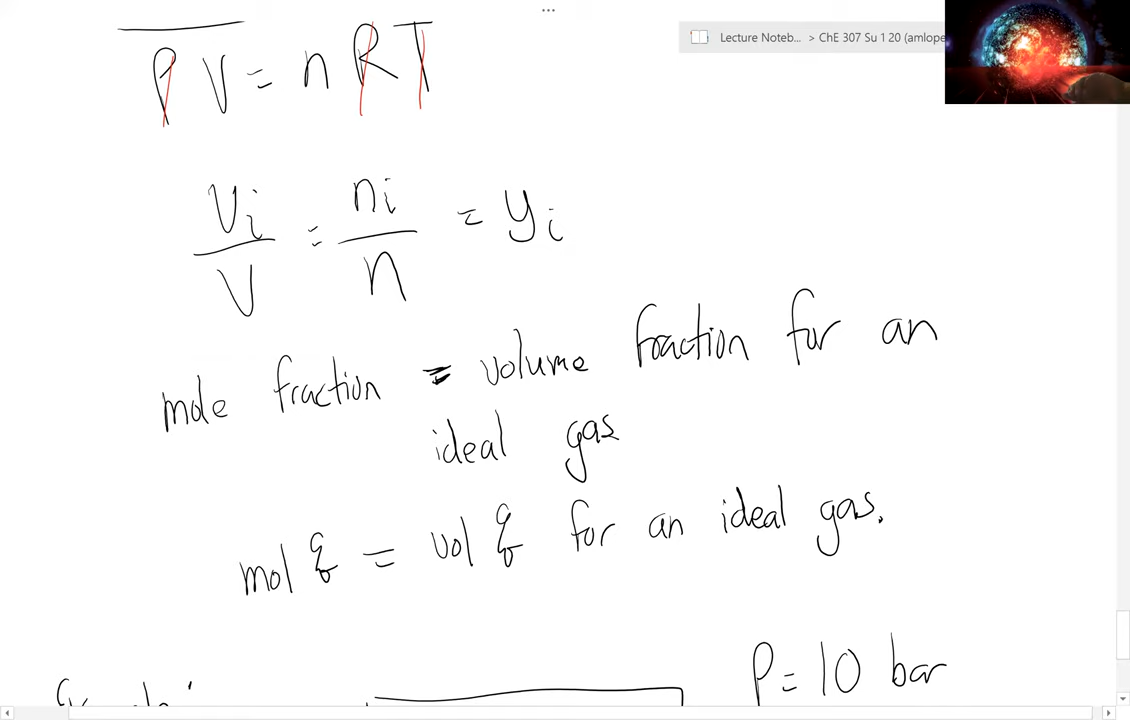 Lecture Noteb... > ChE 307 Su 1 20 (amlope
PV = nRT
Vi/V = ni/n = yi
mole fraction = volume fraction for an
ideal gas
mol % = vol % for an ideal gas.
P = 10 bar